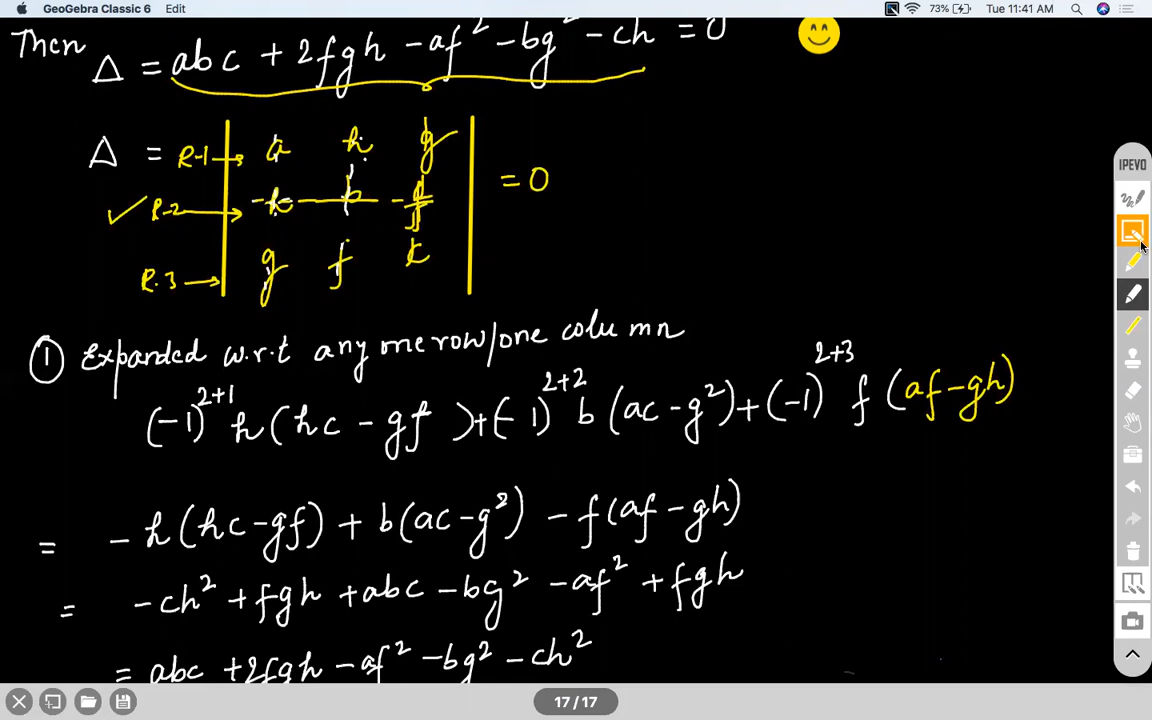 GeoGebra Classic 6 Edit 73% Tue 11:41 AM
Then
Δ = abc + 2fgh - af² - bg² - ch = 0
IPEVO
Δ = R-1 → a h g
✓ R-2 → h b f = 0
R.3 → g f c
① Expanded w.r.t any one row/one column
(-1)²⁺¹ h(hc - gf) + (-1)²⁺² b(ac - g²) + (-1)²⁺³ f(af - gh)
= - h(hc - gf) + b(ac - g²) - f(af - gh)
= - ch² + fgh + abc - bg² - af² + fgh
= abc + 2fgh - af² - bg² - ch²
17/17